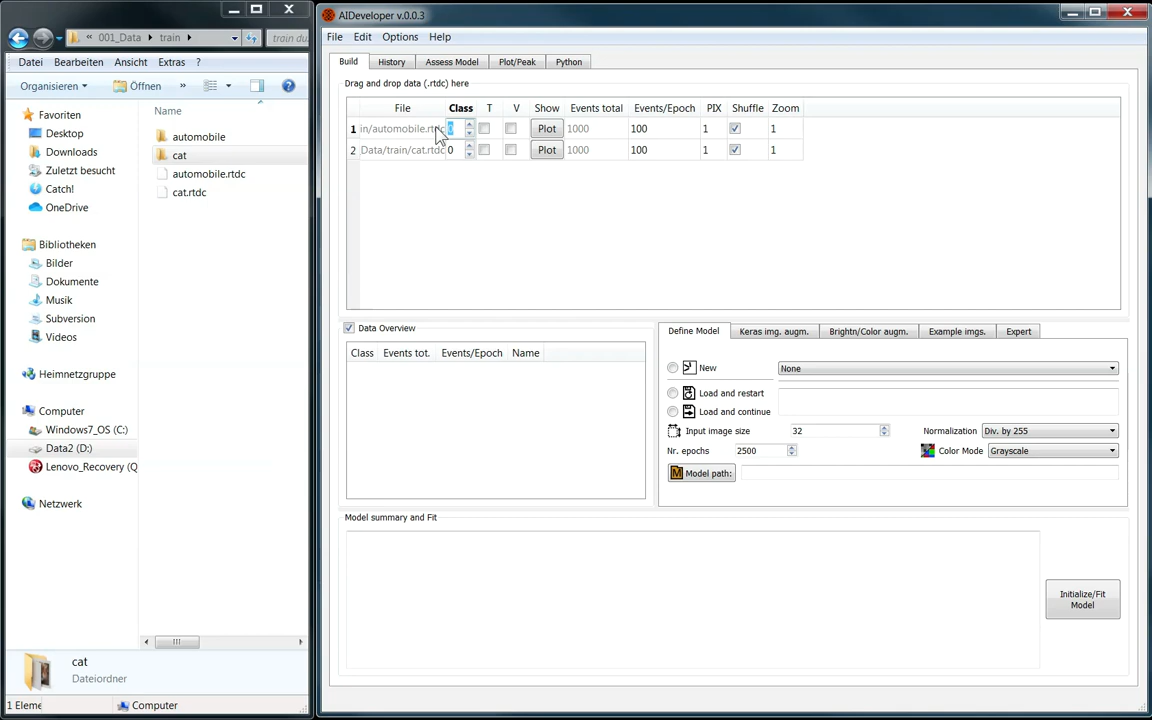 « 001_Data train
train du
Datei Bearbeiten Ansicht Extras ?
Organisieren Öffnen »
Favoriten
Desktop
Downloads
Zuletzt besucht
Catch!
OneDrive
Bibliotheken
Bilder
Dokumente
Musik
Subversion
Videos
Heimnetzgruppe
Computer
Windows7_OS (C:)
Data2 (D:)
Lenovo_Recovery (Q
Netzwerk
Name
automobile
cat
automobile.rtdc
cat.rtdc
cat
Dateiordner
1 Eleme Computer
AIDeveloper v.0.0.3
File Edit Options Help
Build History Assess Model Plot/Peak Python
Drag and drop data (.rtdc) here
File Class T V Show Events total Events/Epoch PIX Shuffle Zoom
1 in/automobile.rtdc 0 Plot 1000 100 1 1
2 Data/train/cat.rtdc 0 Plot 1000 100 1 1
Data Overview
Class Events tot. Events/Epoch Name
Define Model Keras img. augm. Brightn/Color augm. Example imgs. Expert
New None
Load and restart
Load and continue
Input image size 32 Normalization Div. by 255
Nr. epochs 2500 Color Mode Grayscale
Model path:
Model summary and Fit
Initialize/Fit
Model